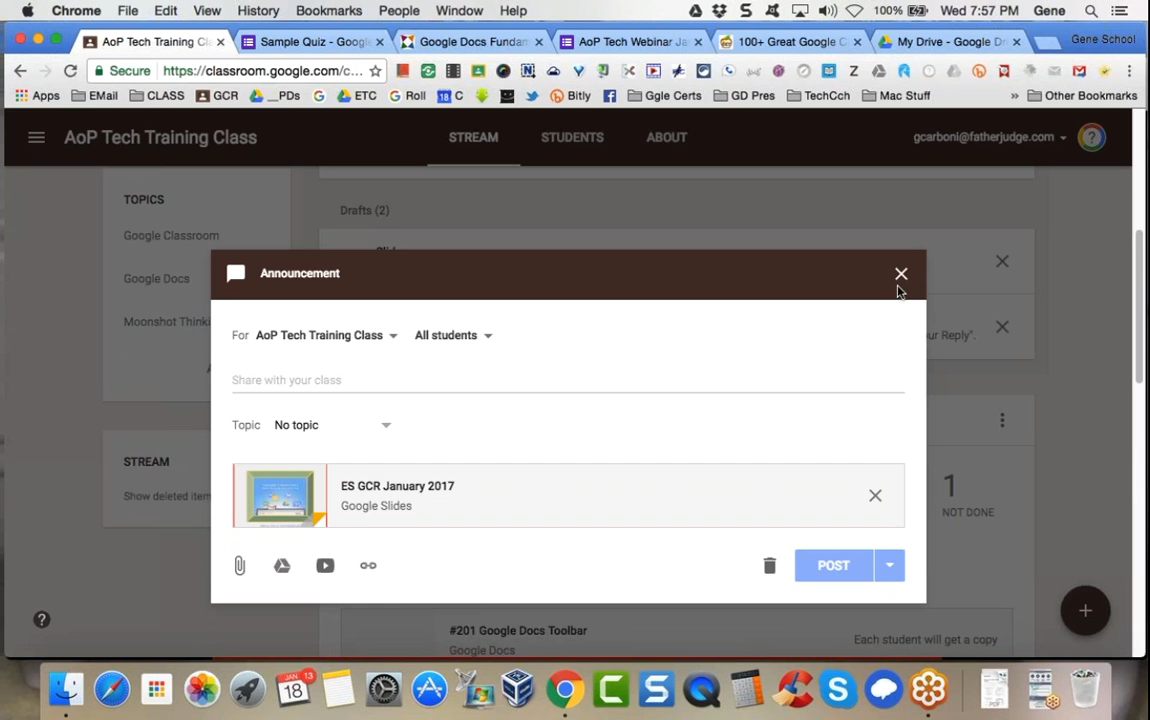 Chrome File Edit View History Bookmarks People Window Help 100% Wed 7:57 PM Gene
AoP Tech Training Cl
Sample Quiz - Googl
Google Docs Fundam
AoP Tech Webinar Ja
100+ Great Google C
My Drive - Google Dr
Gene School
Secure https://classroom.google.com/c...
Apps EMail CLASS GCR __PDs G ETC G Roll 18 C Bitly Ggle Certs GD Pres TechCch Mac Stuff » Other Bookmarks
AoP Tech Training Class STREAM STUDENTS ABOUT gcarboni@fatherjudge.com
TOPICS
Google Classroom
Google Docs
Moonshot Think
STREAM
Show deleted item
Drafts (2)
ur Reply".
1
NOT DONE
Announcement
For AoP Tech Training Class All students
Share with your class
Topic No topic
ES GCR January 2017
Google Slides
POST
#201 Google Docs Toolbar
Google Docs
Each student will get a copy
JAN 13
18